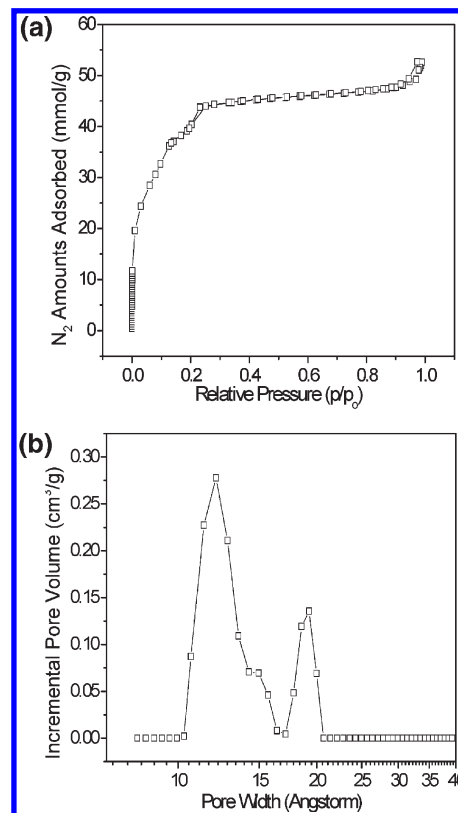 (a)
60
50
40
30
20
10
0
N₂ Amounts Adsorbed (mmol/g)
0.0 0.2 0.4 0.6 0.8 1.0
Relative Pressure (p/pₒ)
(b)
0.30
0.25
0.20
0.15
0.10
0.05
0.00
Incremental Pore Volume (cm³/g)
10 15 20 25 30 35 40
Pore Width (Angstorm)